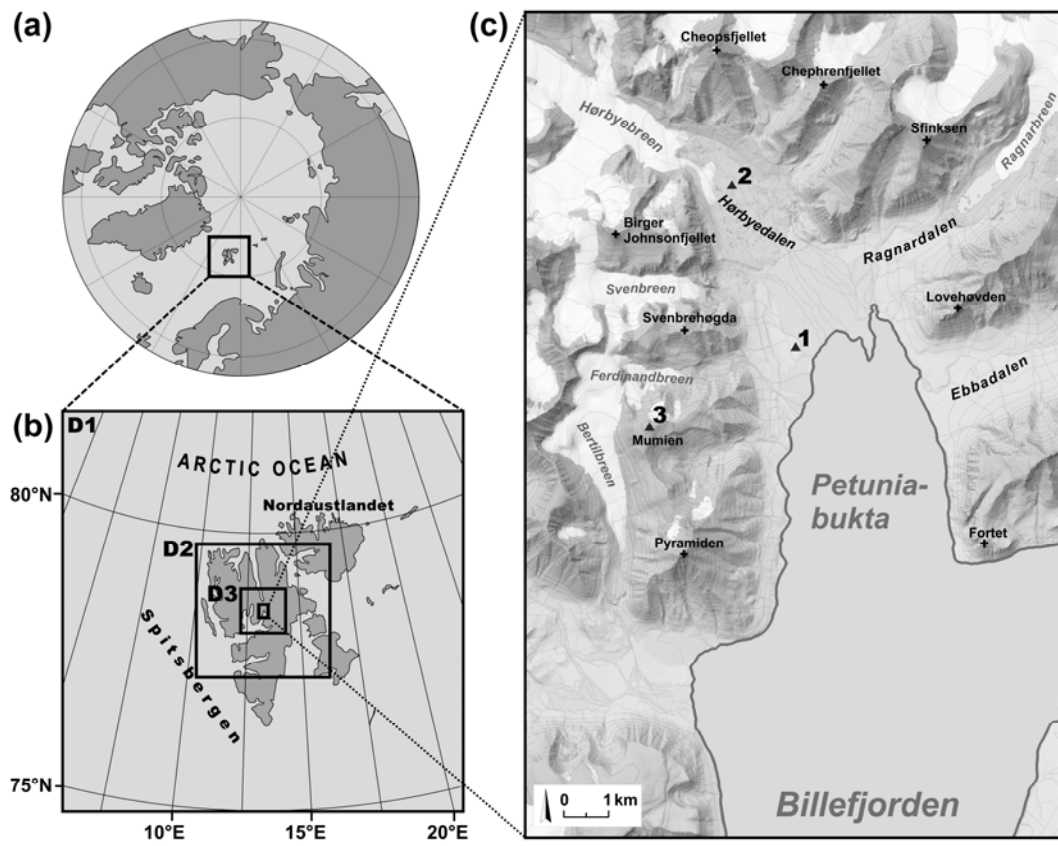 (a)
(b)
D1
ARCTIC OCEAN
80°N
Nordaustlandet
D2
D3
Spitsbergen
75°N
10°E
15°E
20°E
(c)
Cheopsfjellet
Chephrenfjellet
Hørbyebreen
Sfinksen
Ragnarbreen
2
Hørbyedalen
Birger
Johnsonfjellet
Ragnardalen
Svenbreen
Lovehøvden
Svenbrehøgda
1
Ferdinandbreen
Ebbadalen
3
Mumien
Bertilbreen
Petunia-
bukta
Pyramiden
Fortet
0 1 km
Billefjorden